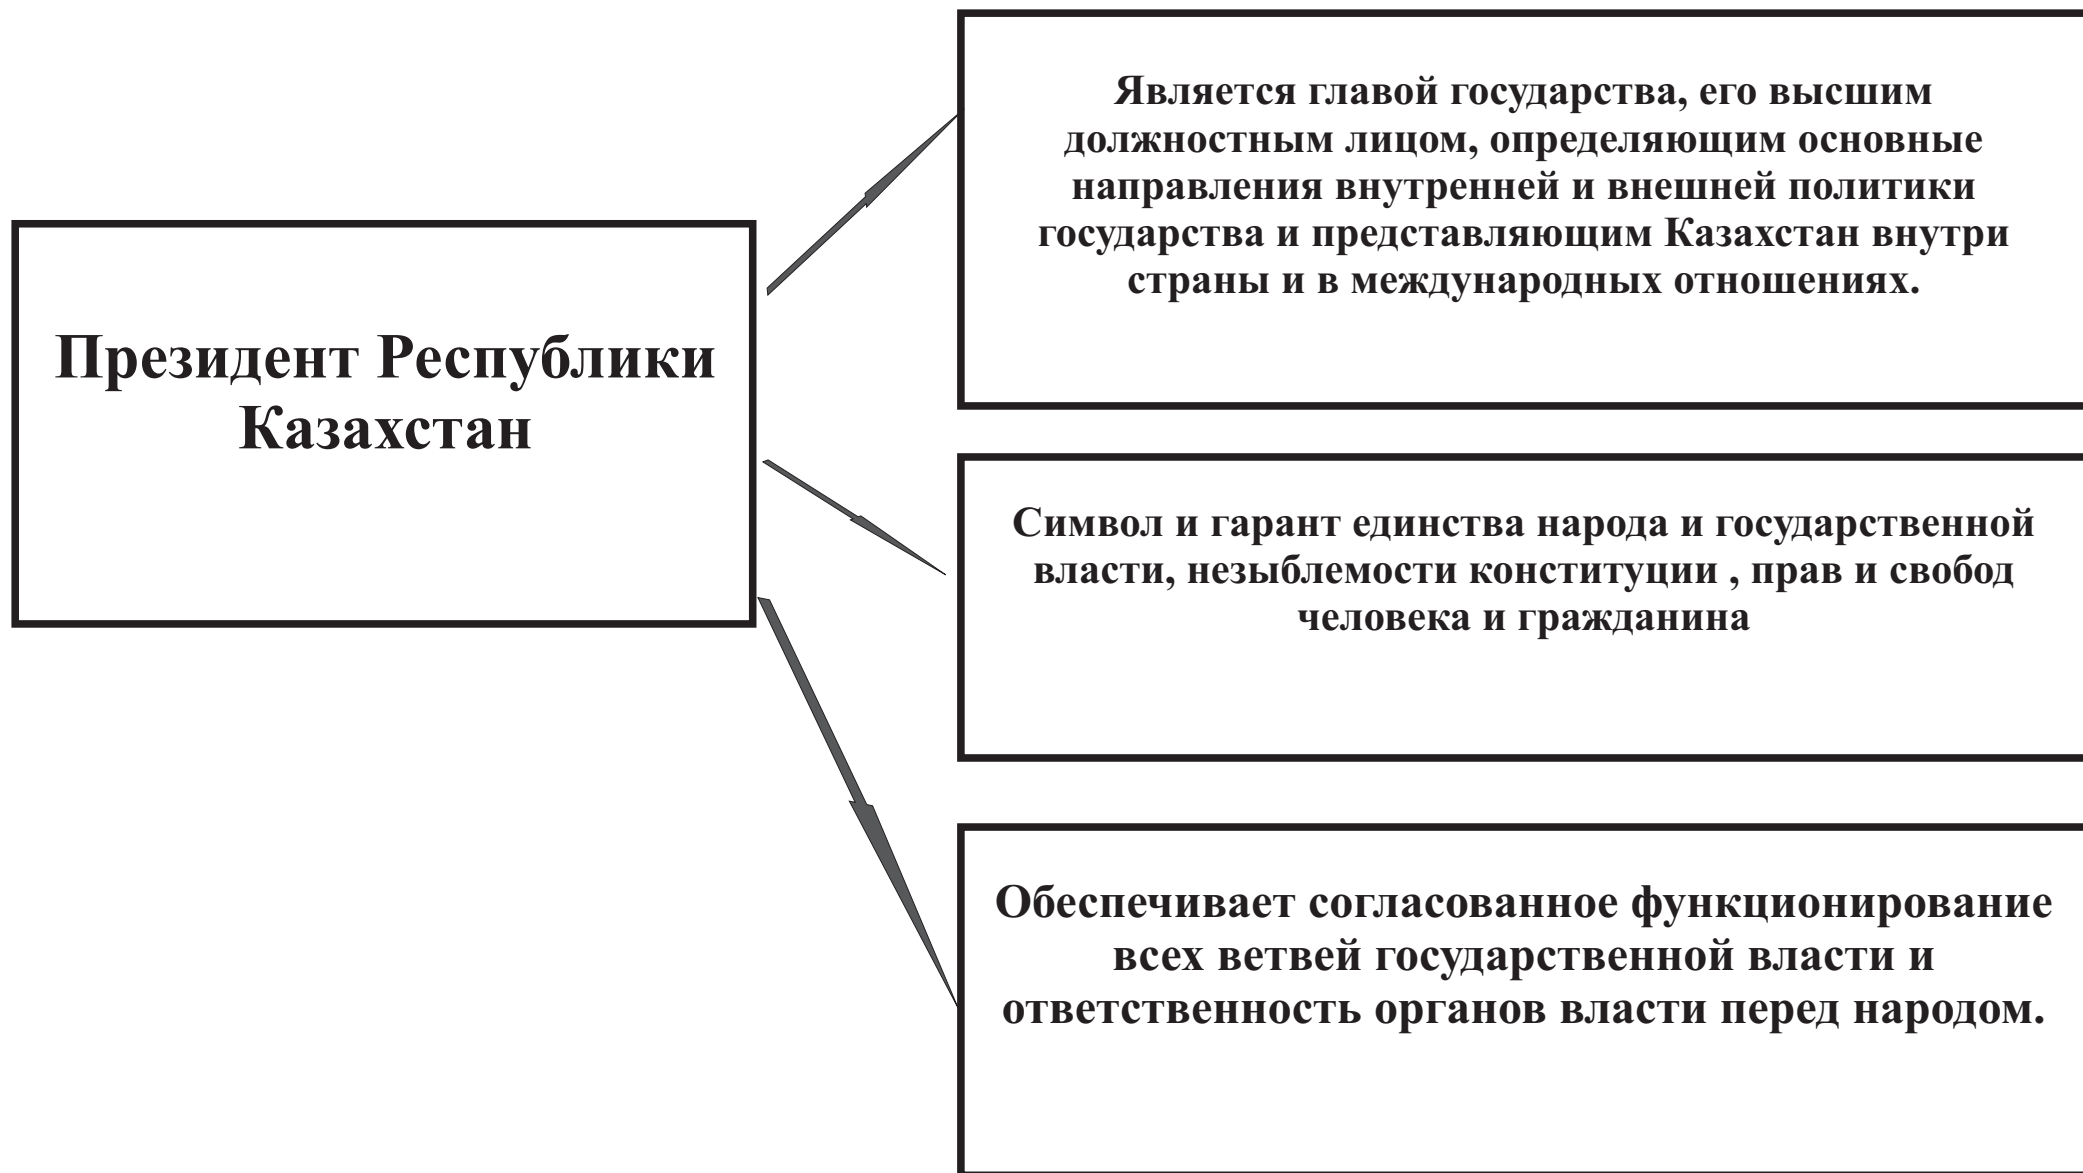 Президент Республики
Казахстан
Является главой государства, его высшим
должностным лицом, определяющим основные
направления внутренней и внешней политики
государства и представляющим Казахстан внутри
страны и в международных отношениях.
Символ и гарант единства народа и государственной
власти, незыблемости конституции , прав и свобод
человека и гражданина
Обеспечивает согласованное функционирование
всех ветвей государственной власти и
ответственность органов власти перед народом.